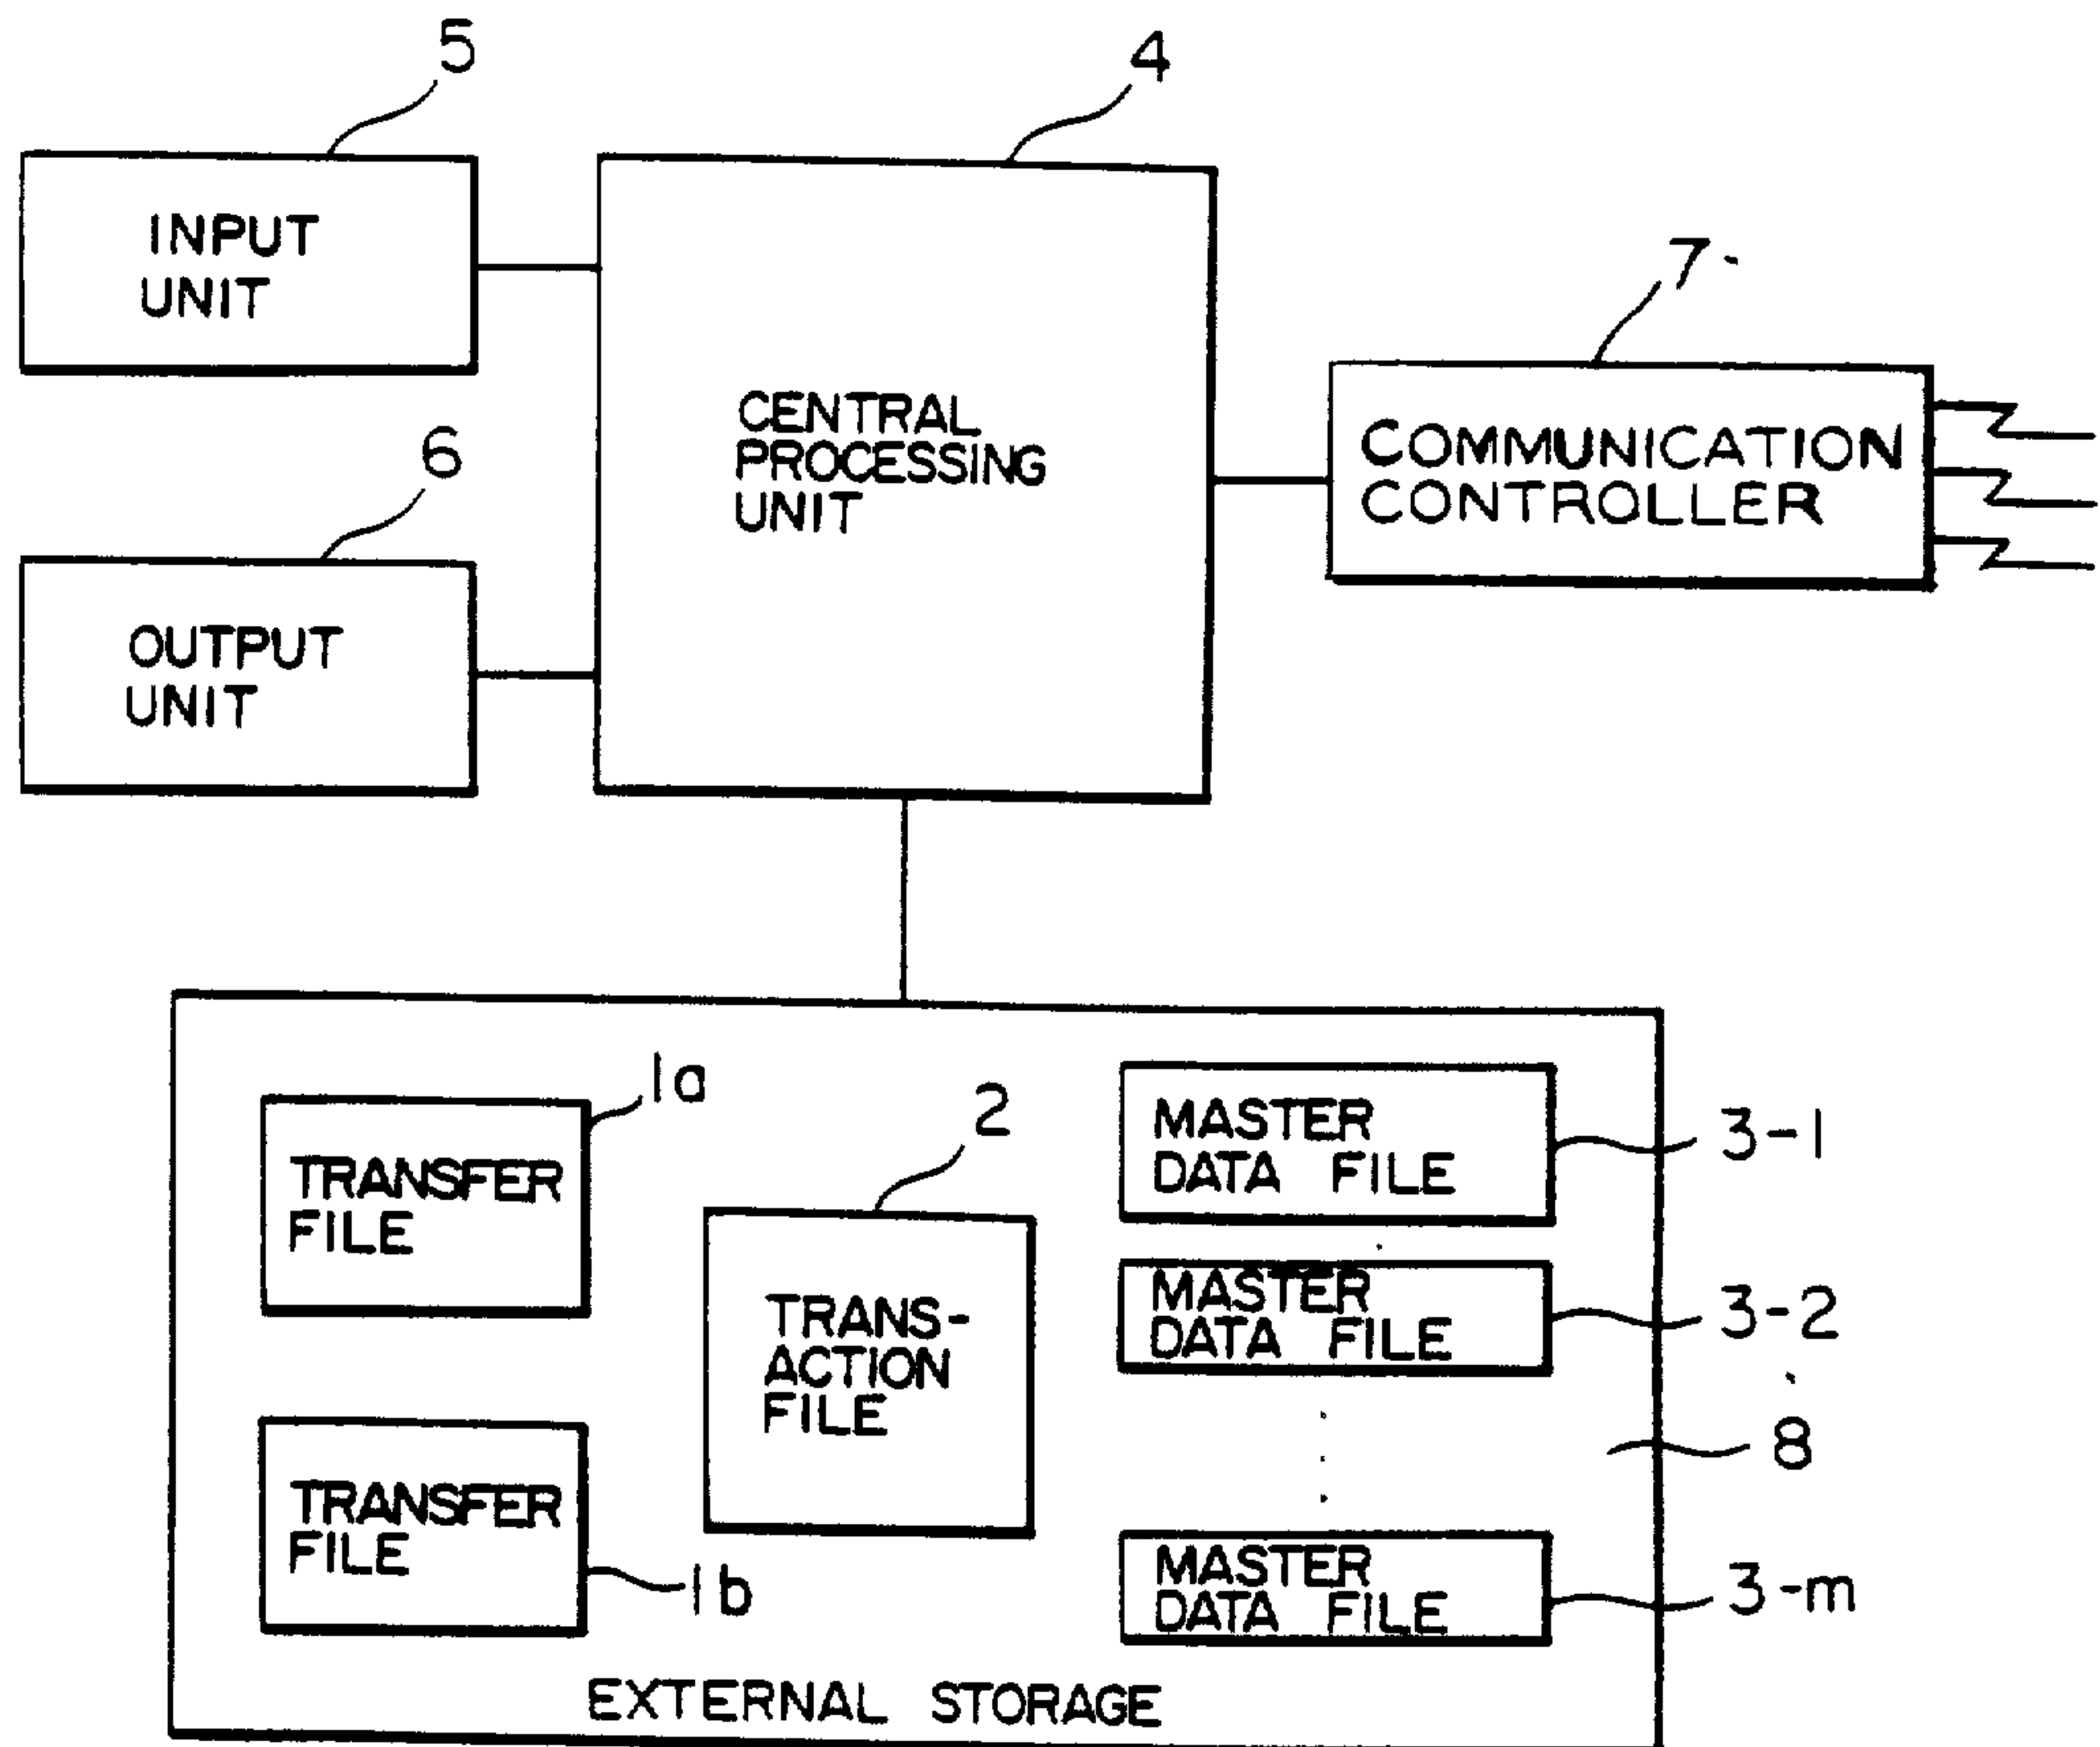 5
4
INPUT
UNIT
7
CENTRAL
PROCESSING
UNIT
COMMUNICATION
CONTROLLER
6
OUTPUT
UNIT
1a
2
MASTER
DATA FILE
3-1
TRANSFER
FILE
MASTER
DATA FILE
3-2
TRANS-
ACTION
FILE
8
TRANSFER
FILE
1b
MASTER
DATA FILE
3-m
EXTERNAL STORAGE